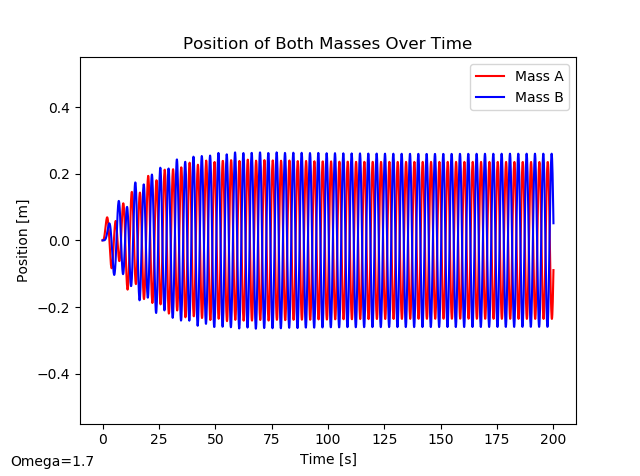 Position of Both Masses Over Time
Mass A
Mass B
Position [m]
0.4
0.2
0.0
−0.2
−0.4
0 25 50 75 100 125 150 175 200
Time [s]
Omega=1.7